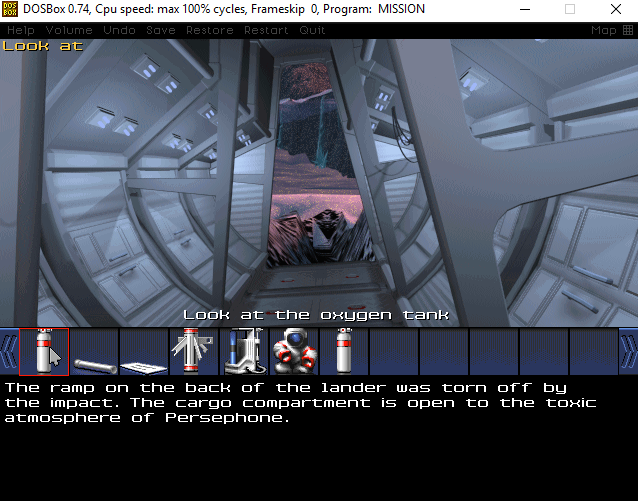 DOS
BOX
DOSBox 0.74, Cpu speed: max 100% cycles, Frameskip 0, Program: MISSION
Help Volume Undo Save Restore Restart Quit Map
Look at
Look at the oxygen tank
The ramp on the back of the lander was torn off by
the impact. The cargo compartment is open to the toxic
atmosphere of Persephone.